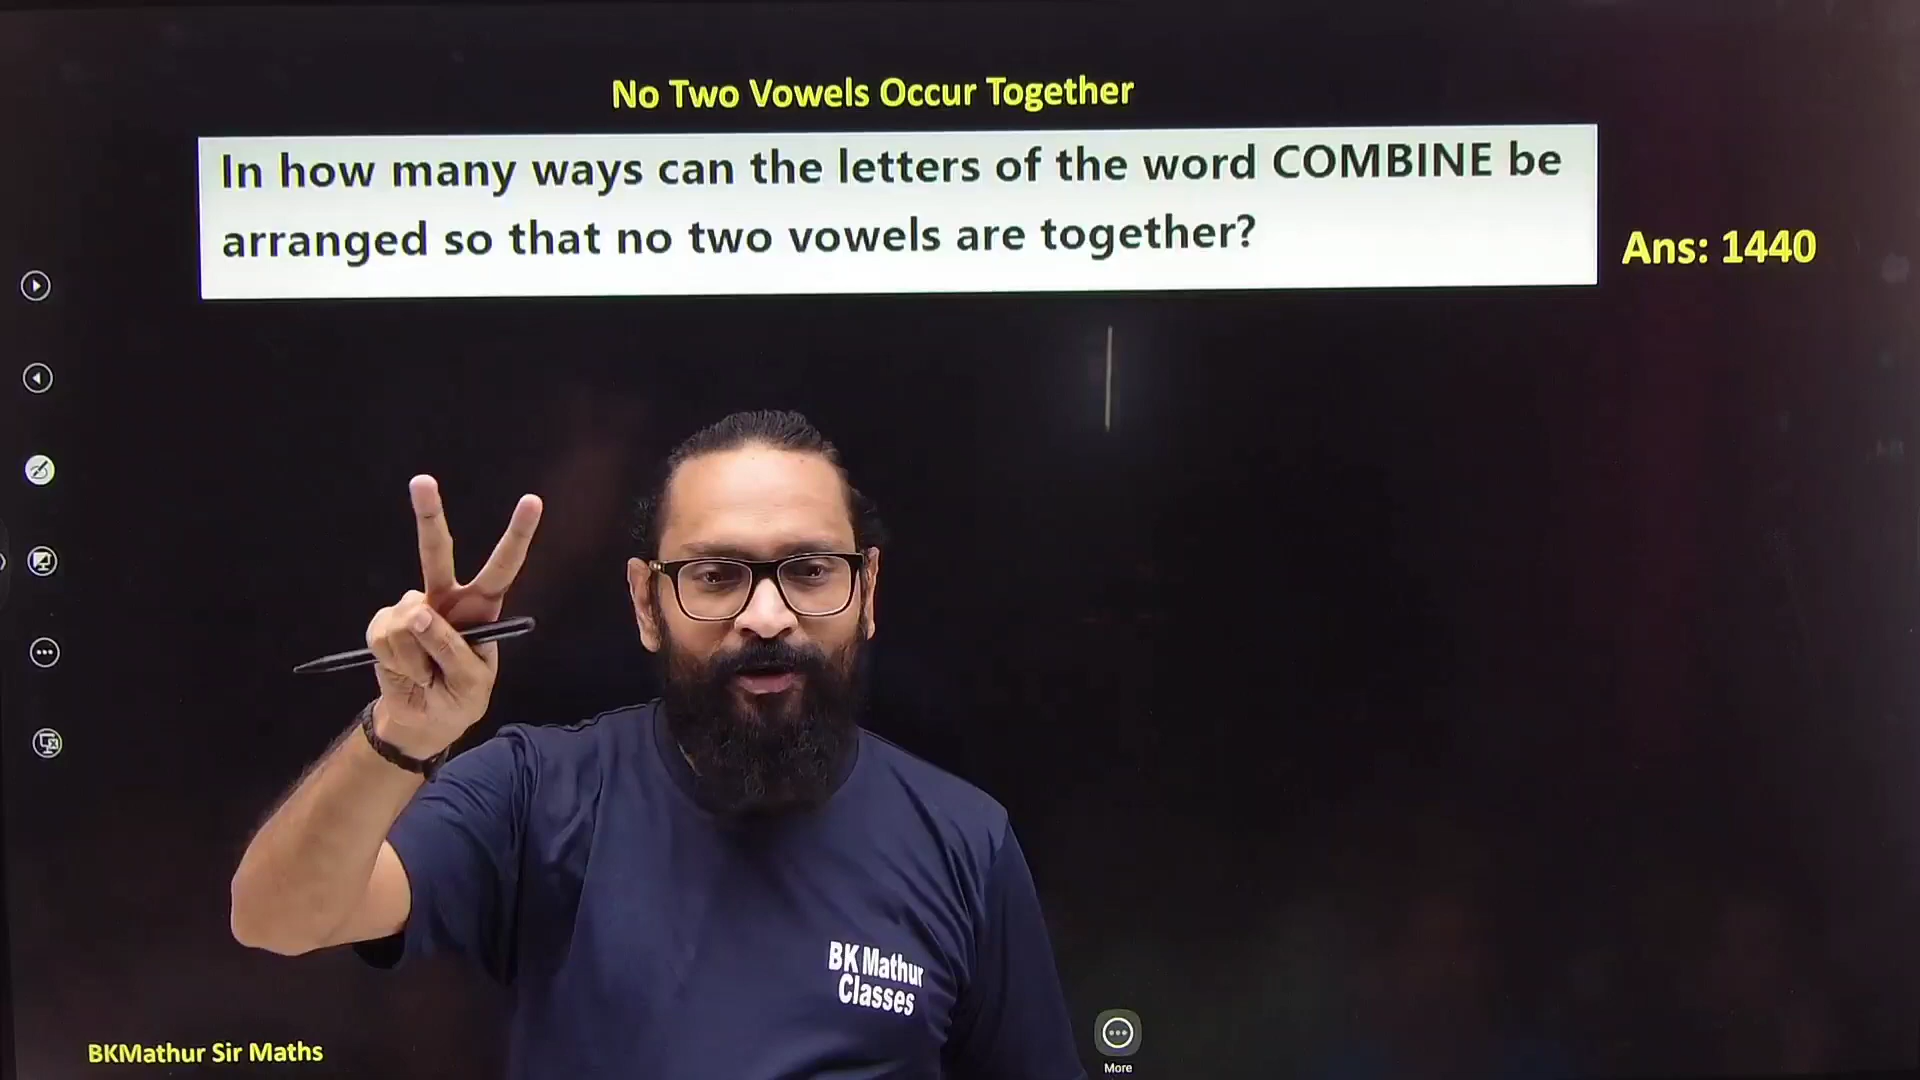 No Two Vowels Occur Together
In how many ways can the letters of the word COMBINE be
arranged so that no two vowels are together?
Ans: 1440
BK Mathur
Classes
BKMathur Sir Maths
More